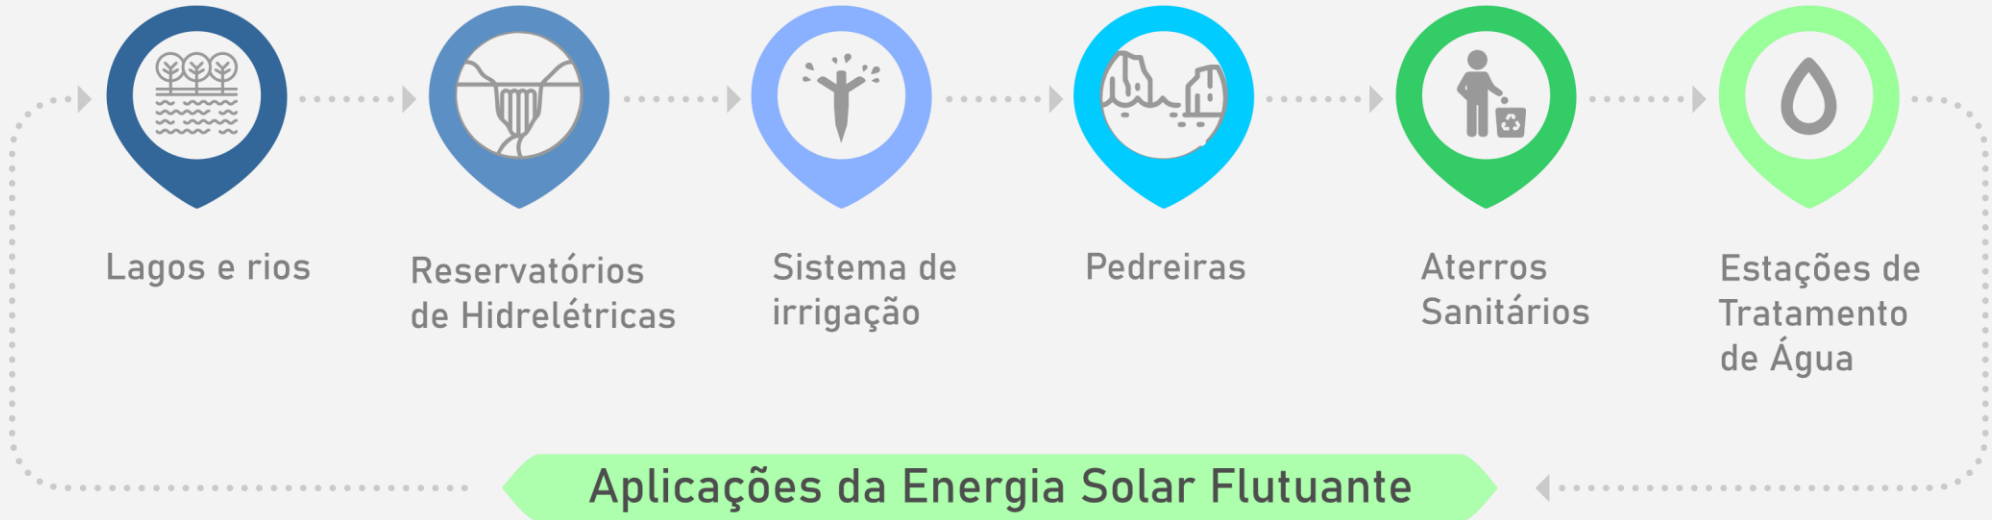 Lagos e rios
Reservatórios
de Hidrelétricas
Sistema de
irrigação
Pedreiras
Aterros
Sanitários
Estações de
Tratamento
de Água
Aplicações da Energia Solar Flutuante